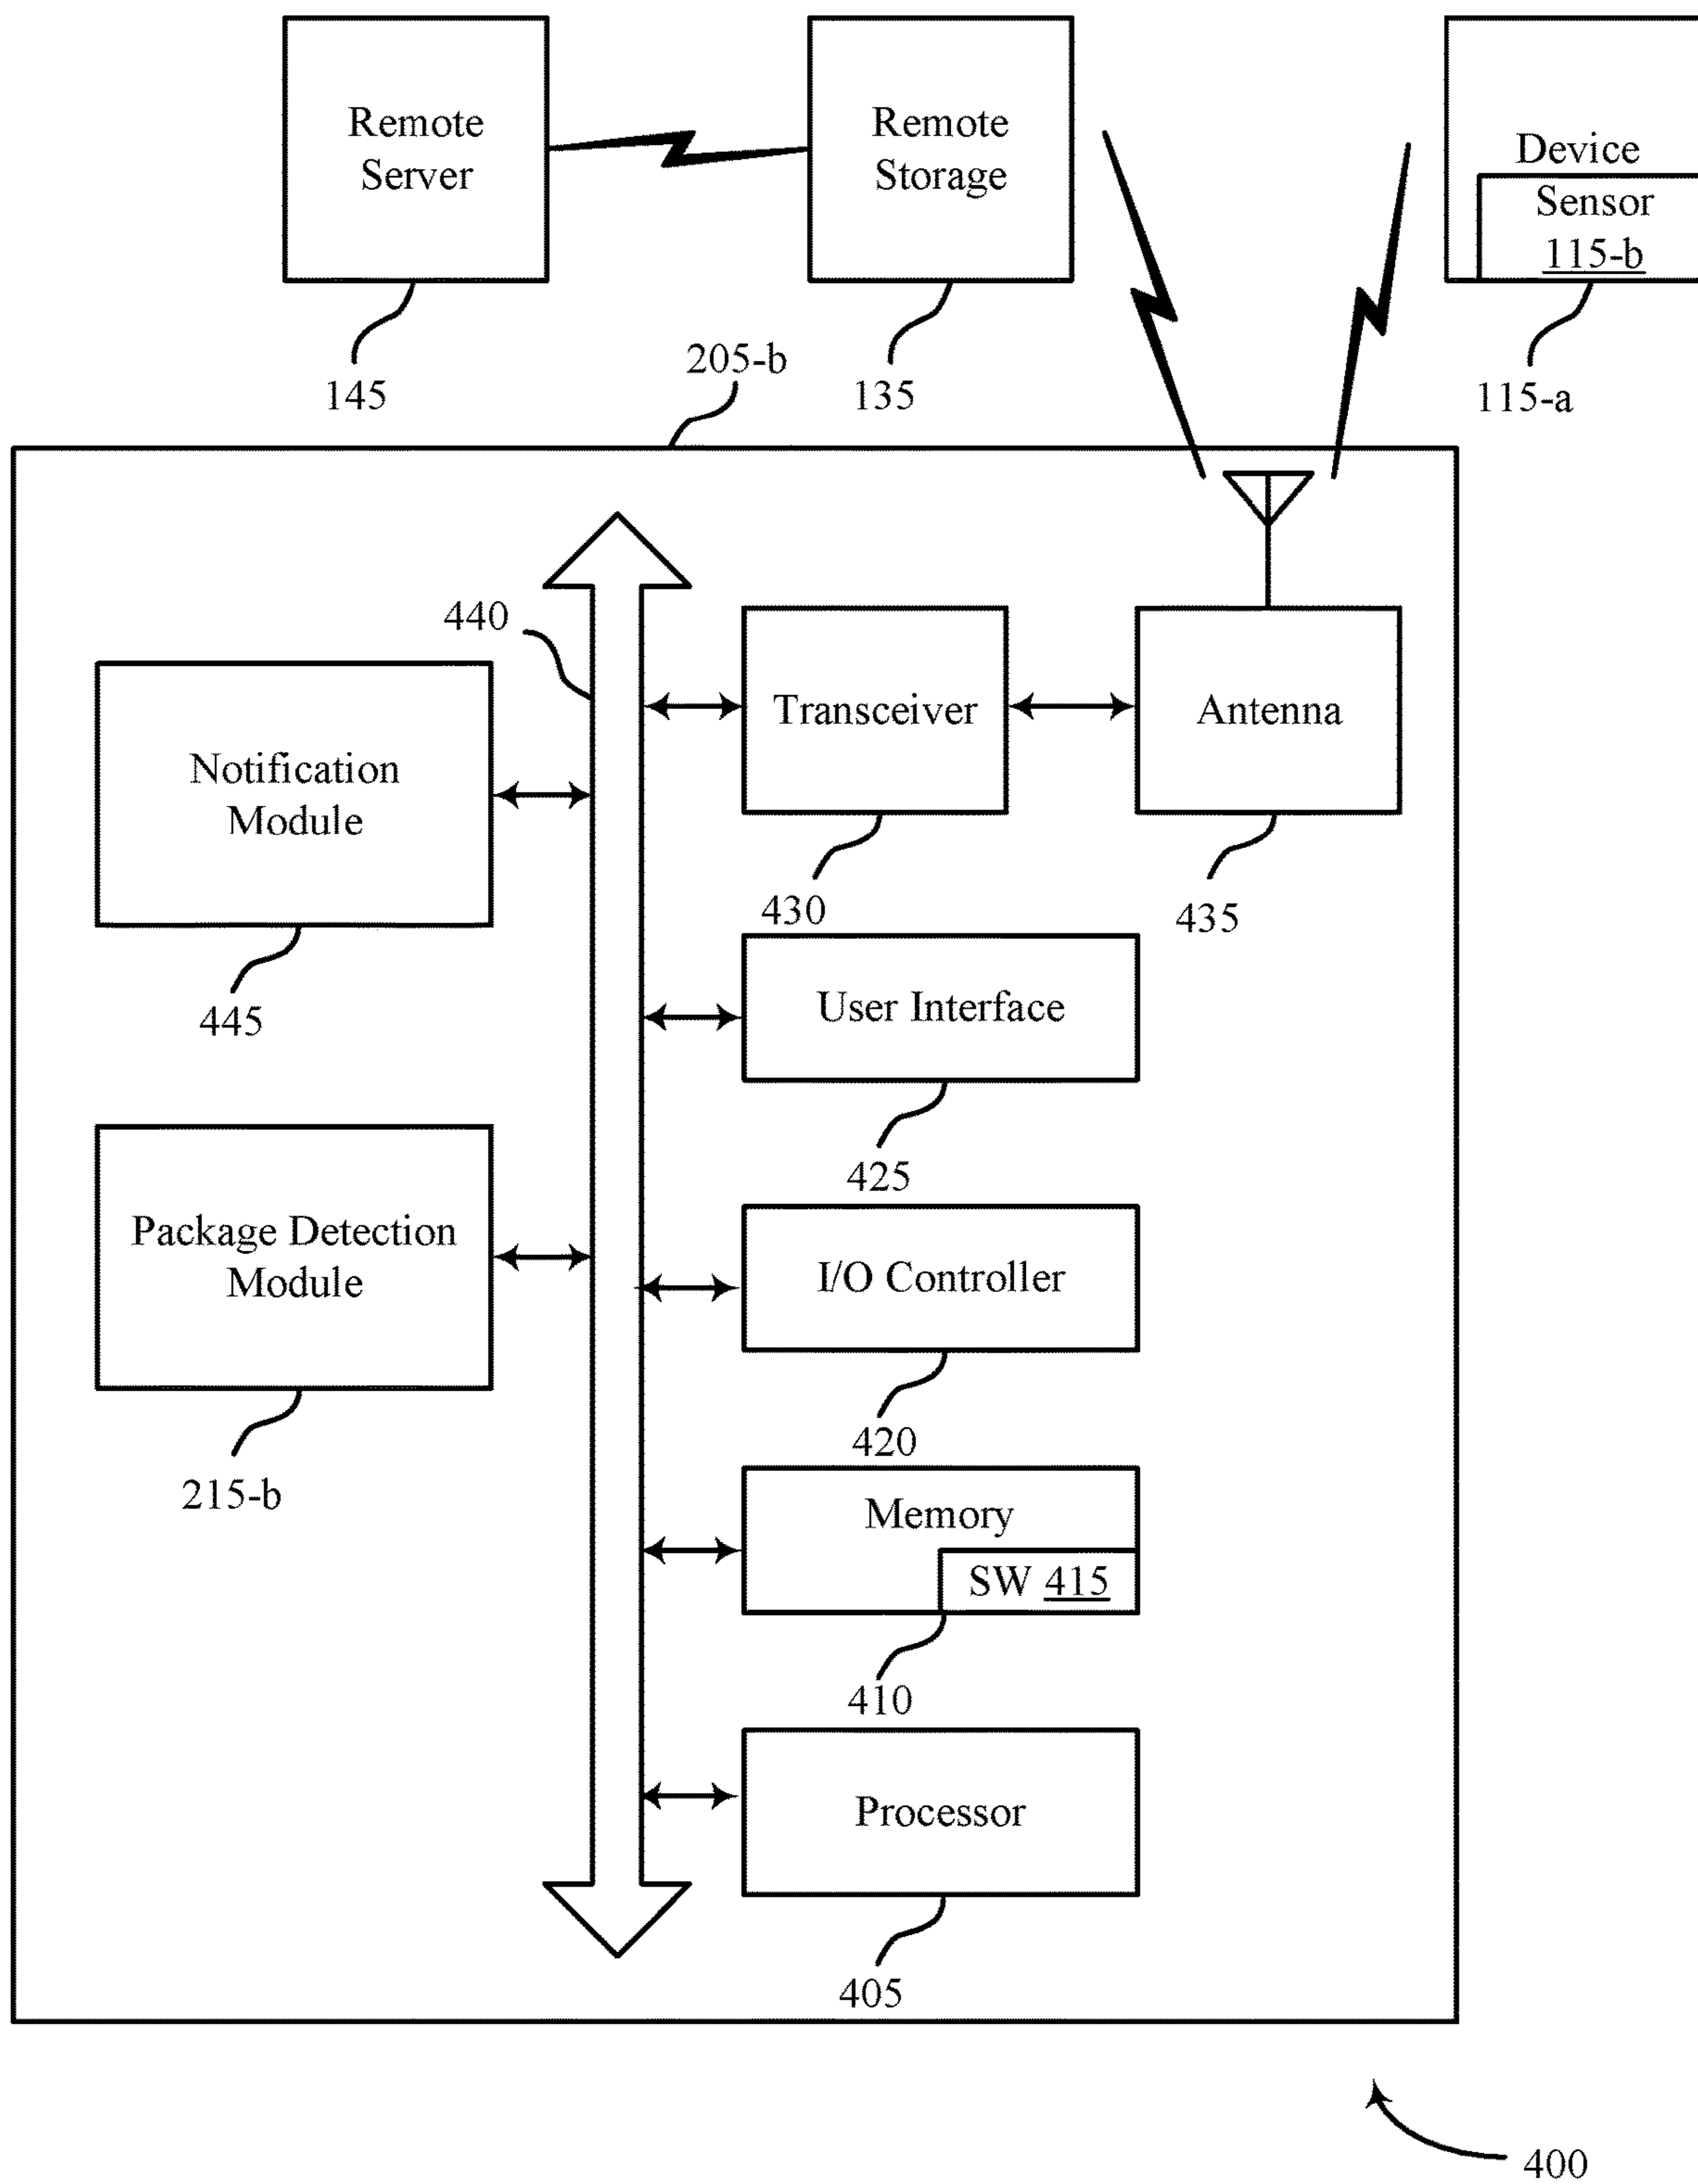 Remote
Server
Remote
Storage
Device
Sensor
115-b
145
135
115-a
205-b
440
Notification
Module
445
Transceiver
430
Antenna
435
User Interface
425
Package Detection
Module
215-b
I/O Controller
420
Memory
SW 415
410
Processor
405
400